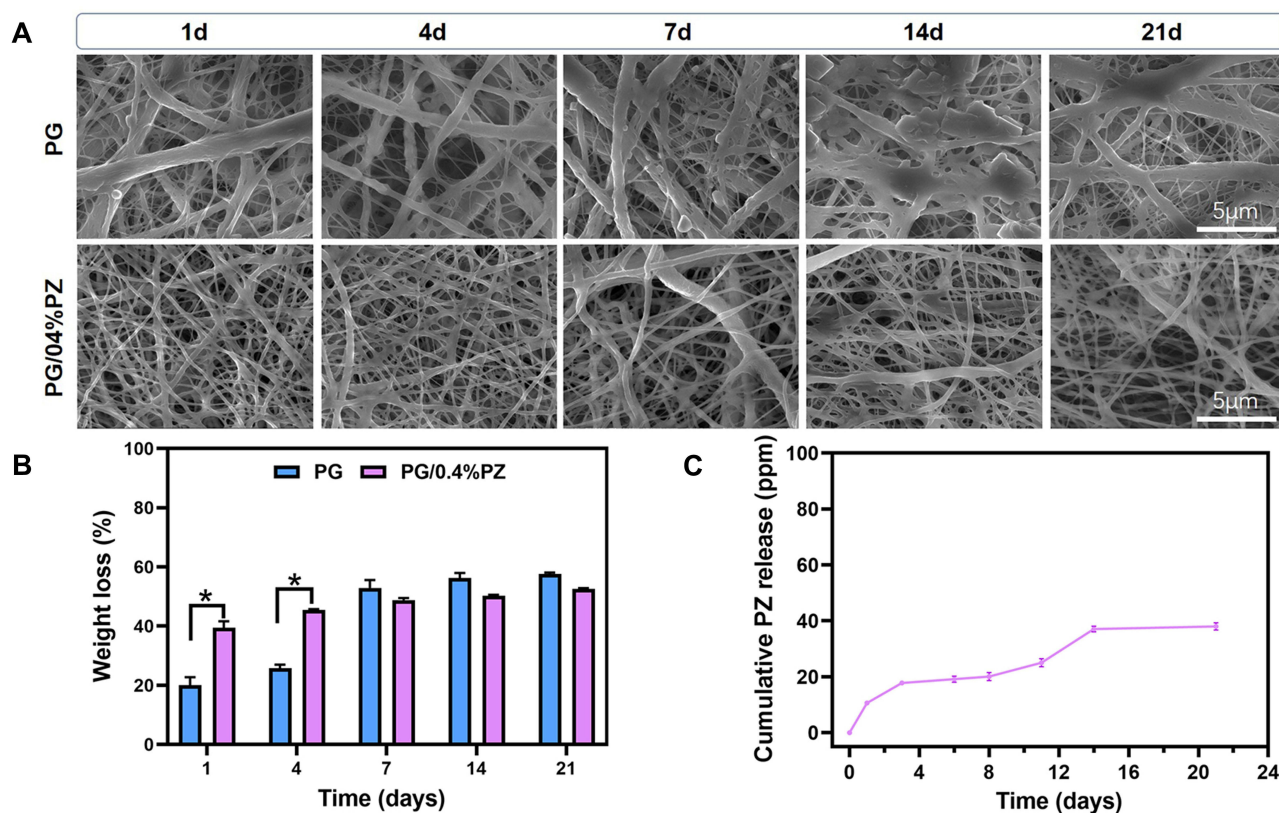 A
1d 4d 7d 14d 21d
PG
5μm
PG/04%PZ
5μm
B
100
80
60
40
20
0
Weight loss (%)
PG PG/0.4%PZ
* *
1 4 7 14 21
Time (days)
C
100
80
60
40
20
0
Cumulative PZ release (ppm)
0 4 8 12 16 20 24
Time (days)